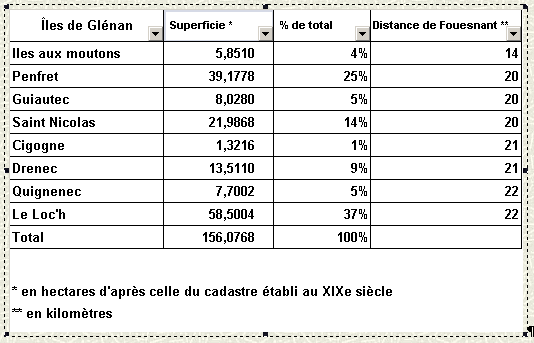 Îles de Glénan Superficie * % de total Distance de Fouesnant **
Iles aux moutons 5,8510 4% 14
Penfret 39,1778 25% 20
Guiautec 8,0280 5% 20
Saint Nicolas 21,9868 14% 20
Cigogne 1,3216 1% 21
Drenec 13,5110 9% 21
Quignenec 7,7002 5% 22
Le Loc'h 58,5004 37% 22
Total 156,0768 100%
* en hectares d'après celle du cadastre établi au XIXe siècle
** en kilomètres
¶